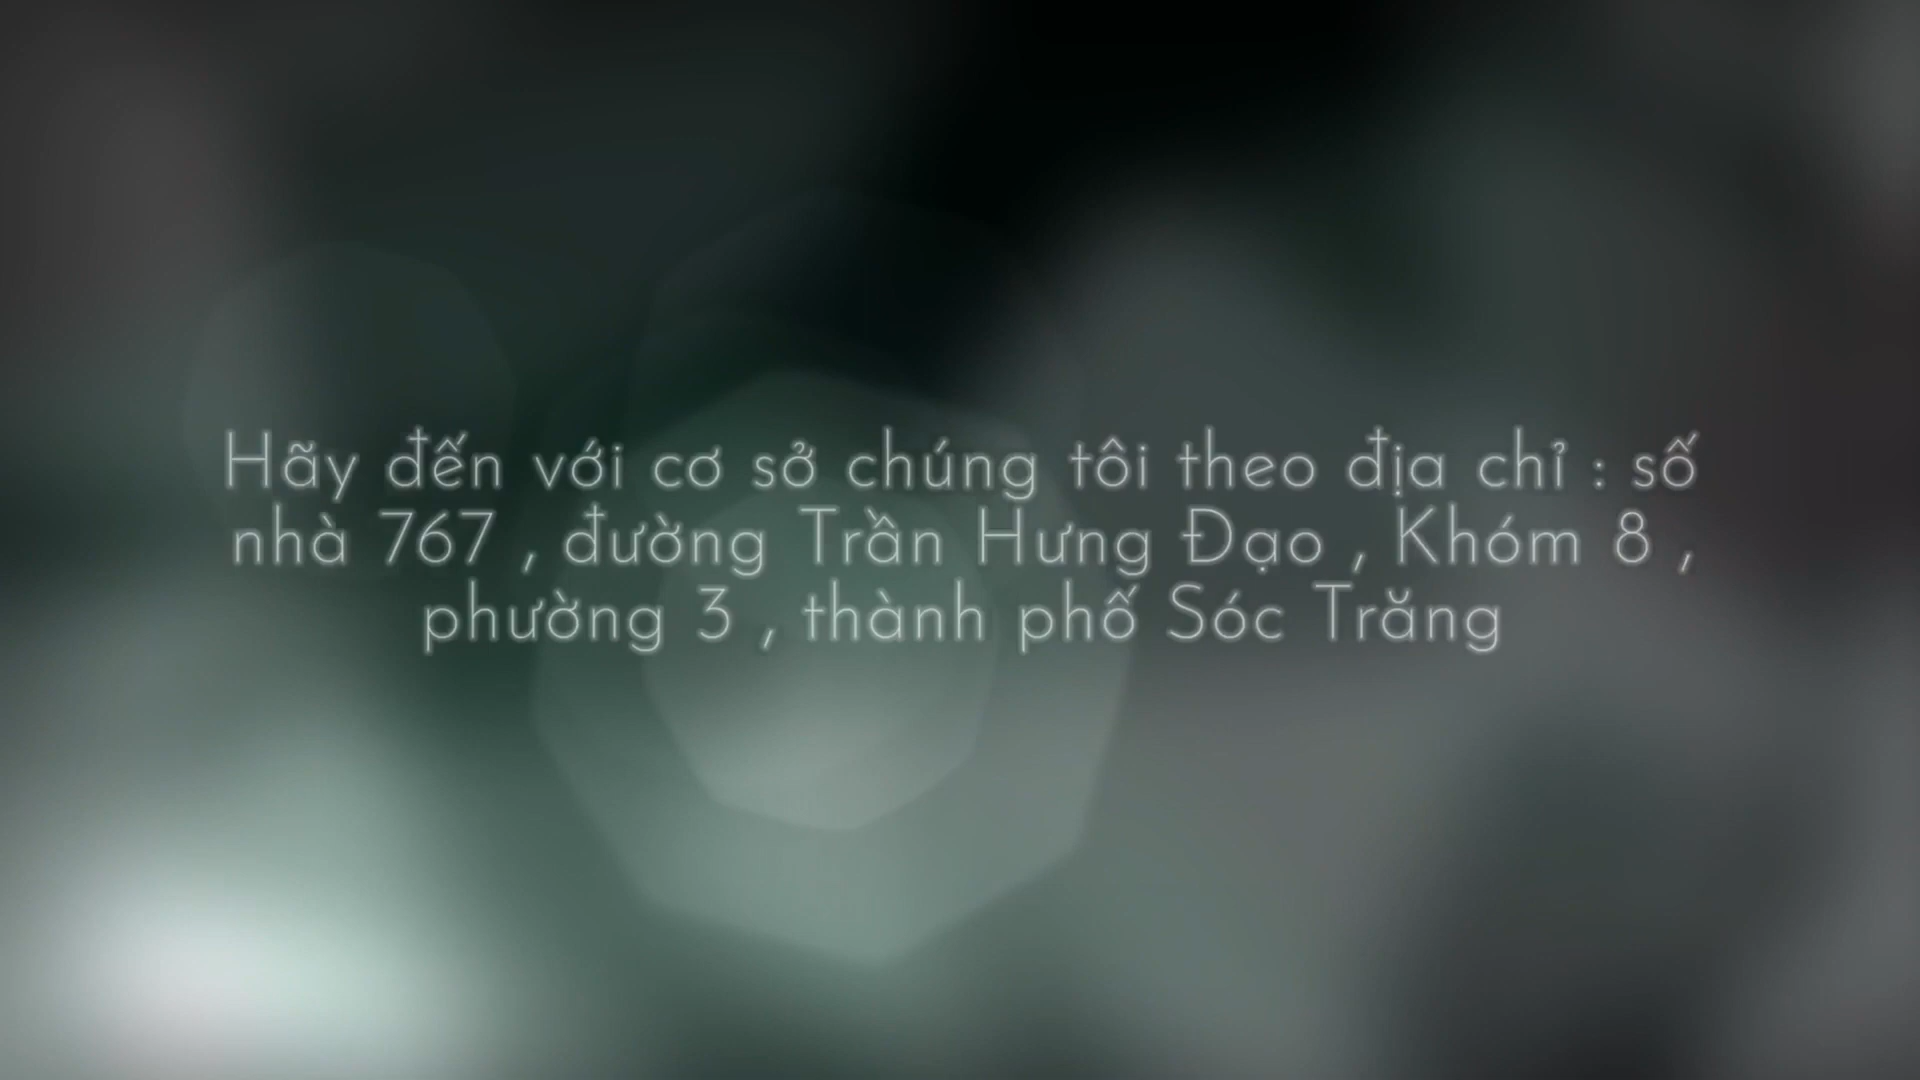 Hãy đến với cơ sở chúng tôi theo địa chỉ : số
nhà 767 , đường Trần Hưng Đạo , Khóm 8 ,
phường 3 , thành phố Sóc Trăng